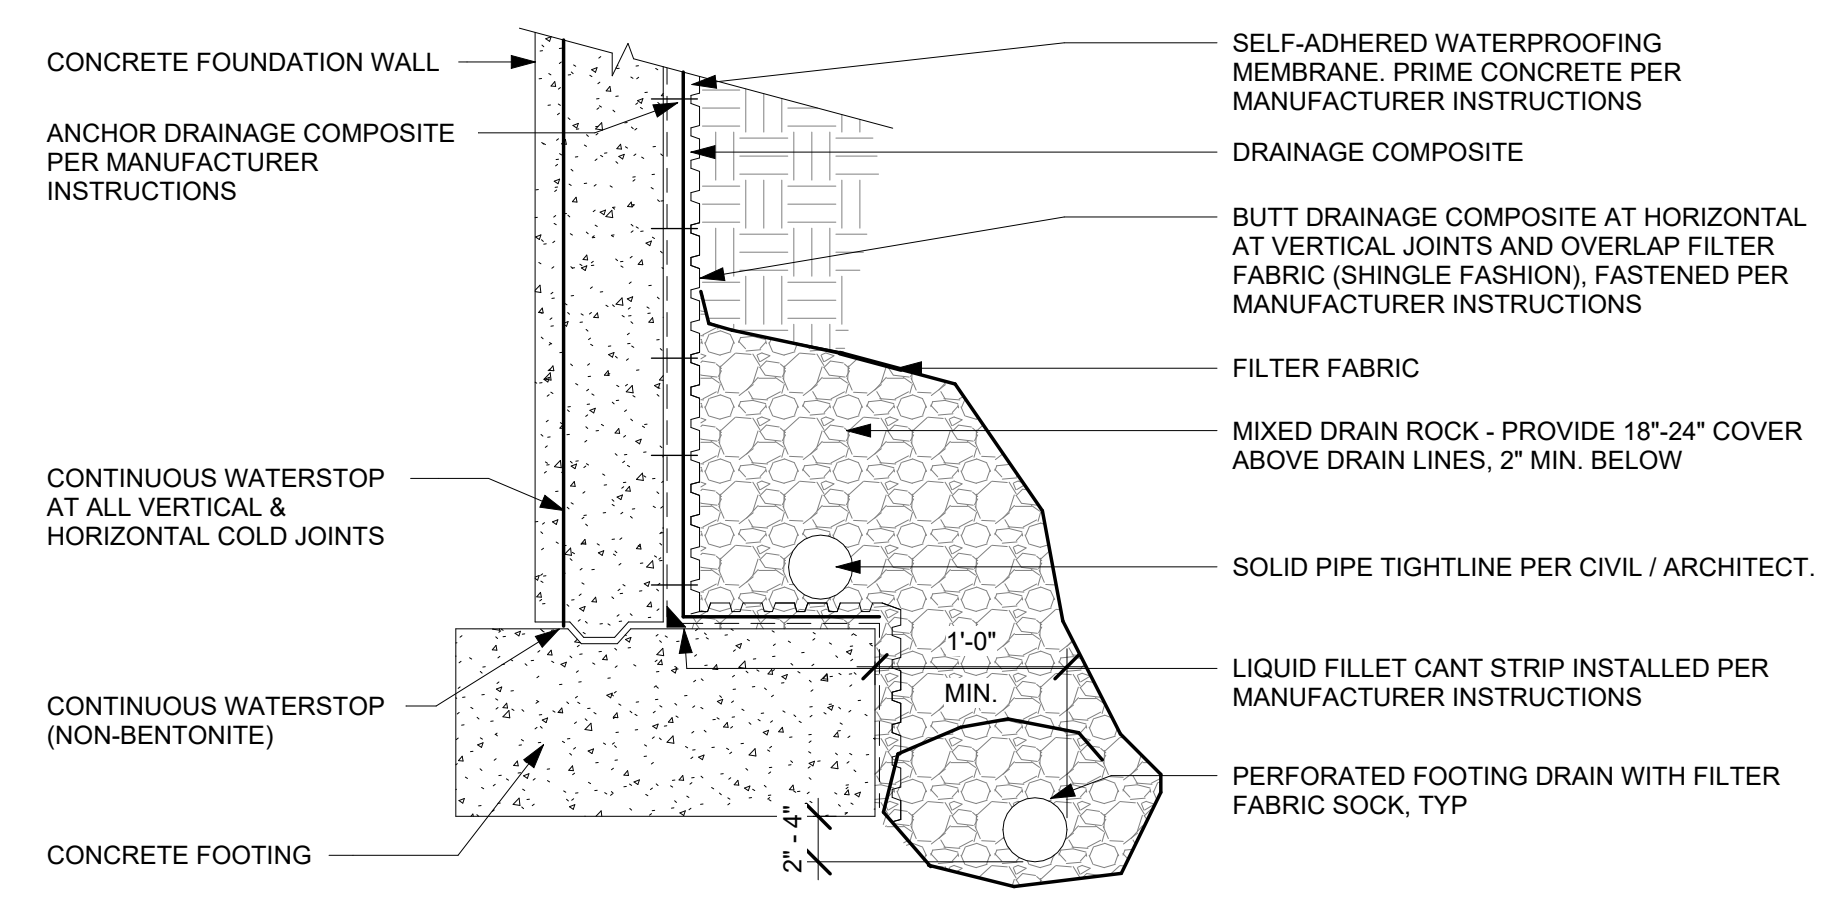 CONCRETE FOUNDATION WALL
ANCHOR DRAINAGE COMPOSITE
PER MANUFACTURER
INSTRUCTIONS
CONTINUOUS WATERSTOP
AT ALL VERTICAL &
HORIZONTAL COLD JOINTS
CONTINUOUS WATERSTOP
(NON-BENTONITE)
CONCRETE FOOTING
1'-0"
MIN.
2" - 4"
SELF-ADHERED WATERPROOFING
MEMBRANE. PRIME CONCRETE PER
MANUFACTURER INSTRUCTIONS
DRAINAGE COMPOSITE
BUTT DRAINAGE COMPOSITE AT HORIZONTAL
AT VERTICAL JOINTS AND OVERLAP FILTER
FABRIC (SHINGLE FASHION), FASTENED PER
MANUFACTURER INSTRUCTIONS
FILTER FABRIC
MIXED DRAIN ROCK - PROVIDE 18"-24" COVER
ABOVE DRAIN LINES, 2" MIN. BELOW
SOLID PIPE TIGHTLINE PER CIVIL / ARCHITECT.
LIQUID FILLET CANT STRIP INSTALLED PER
MANUFACTURER INSTRUCTIONS
PERFORATED FOOTING DRAIN WITH FILTER
FABRIC SOCK, TYP